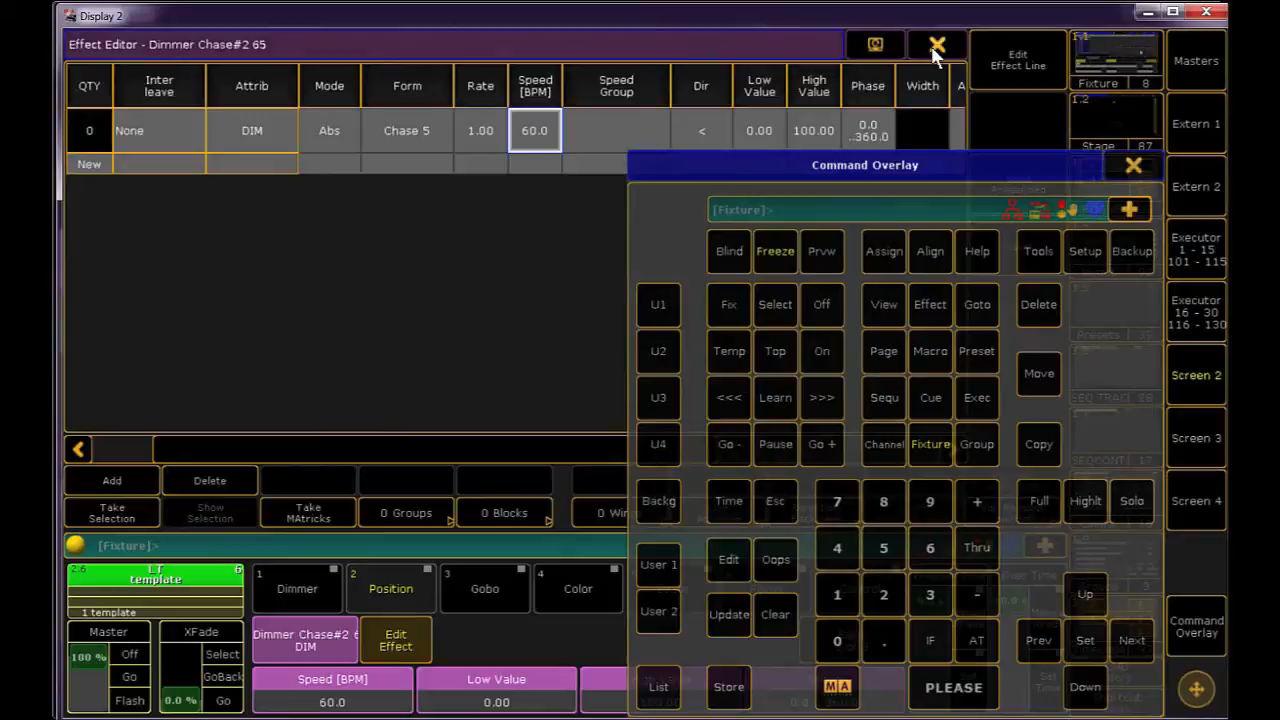 Display 2
Effect Editor - Dimmer Chase#2 65
Edit
Effect Line
Fixture 8
Masters
QTY
Inter
leave
Attrib
Mode
Form
Rate
Speed
[BPM]
Speed
Group
Dir
Low
Value
High
Value
Phase
Width
A
0
None
DIM
Abs
Chase 5
1.00
60.0
<
0.00
100.00
0.0
..360.0
New
Stage 87
Extern 1
Command Overlay
[Fixture]>
Extern 2
Blind
Freeze
Prvw
Assign
Align
Help
Tools
Setup
Backup
Executor
1 - 15
101 - 115
U1
Fix
Select
Off
View
Effect
Goto
Delete
Executor
16 - 30
116 - 130
U2
Temp
Top
On
Page
Macro
Preset
Move
Screen 2
U3
<<<
Learn
>>>
Sequ
Cue
Exec
U4
Go -
Pause
Go +
Channel
Fixture
Group
Copy
Screen 3
Add
Delete
Take
Selection
Show
Selection
Take
MAtricks
0 Groups
0 Blocks
0 Win
Backg
Time
Esc
7
8
9
+
Full
Highlt
Solo
Screen 4
[Fixture]>
User 1
Edit
Oops
4
5
6
Thru
2.6
LT
template
6
1 template
1
Dimmer
2
Position
3
Gobo
4
Color
User 2
Update
Clear
1
2
3
-
Up
Master
XFade
100 %
Off
Go
Flash
Select
GoBack
0.0 %
Go
Dimmer Chase#2 6
DIM
Edit
Effect
0
.
IF
AT
Prev
Set
Next
Command
Overlay
Speed [BPM]
60.0
Low Value
0.00
List
Store
MA
PLEASE
Down